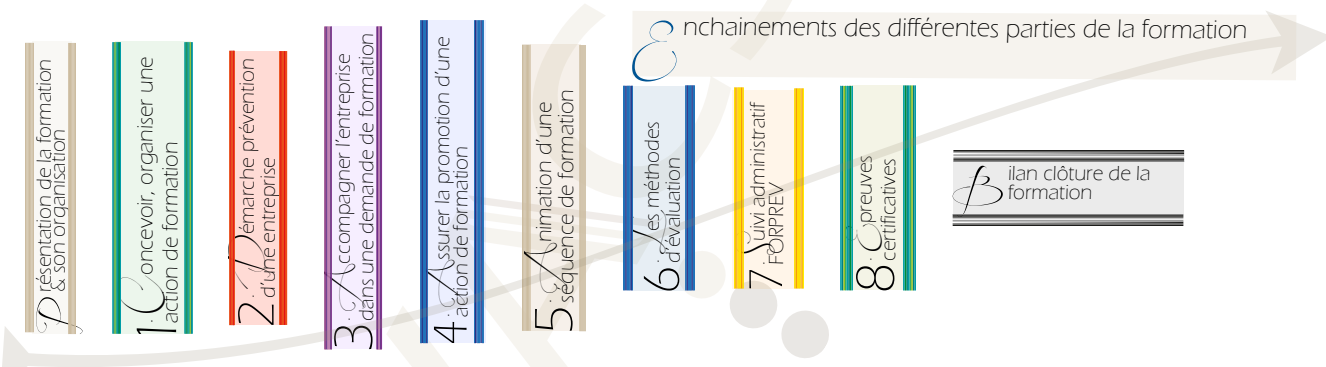 Enchainements des différentes parties de la formation
Présentation de la formation
& son organisation
1. Concevoir, organiser une
action de formation
2. Démarche prévention
d'une entreprise
3. Accompagner l'entreprise
dans une demande de formation
4. Assurer la promotion d'une
action de formation
5. Animation d'une
séquence de formation
6. Les méthodes
d'évaluation
7. Suivi administratif
FORPREV
8. Epreuves
certificatives
Bilan clôture de la
formation